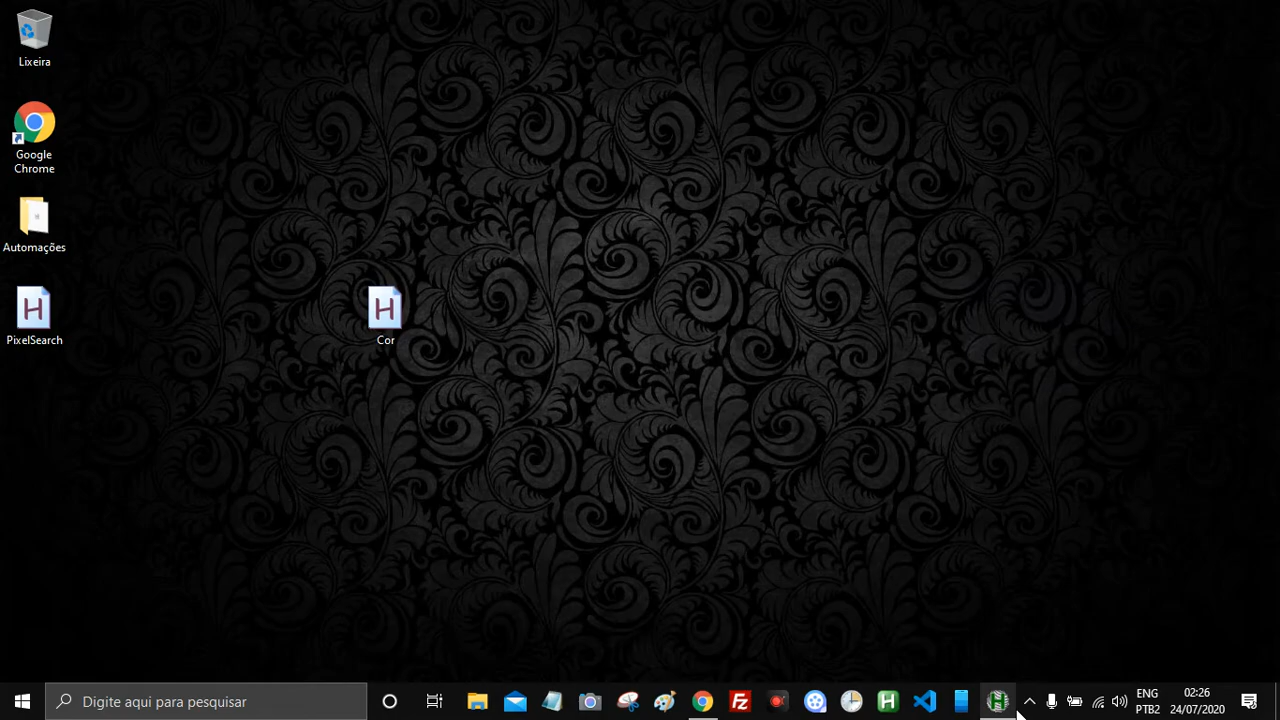 Lixeira
Google
Chrome
Automações
PixelSearch
Cor
Digite aqui para pesquisar
ENG
PTB2
02:26
24/07/2020